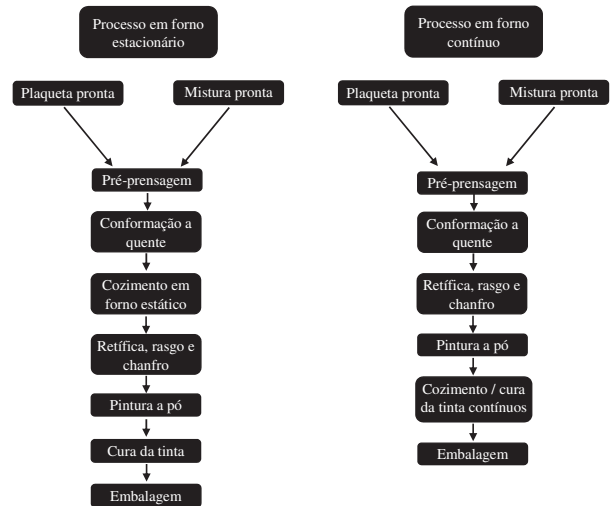 Processo em forno
estacionário
Plaqueta pronta
Mistura pronta
Pré-prensagem
Conformação a
quente
Cozimento em
forno estático
Retífica, rasgo e
chanfro
Pintura a pó
Cura da tinta
Embalagem
Processo em forno
contínuo
Plaqueta pronta
Mistura pronta
Pré-prensagem
Conformação a
quente
Retífica, rasgo e
chanfro
Pintura a pó
Cozimento / cura
da tinta contínuos
Embalagem